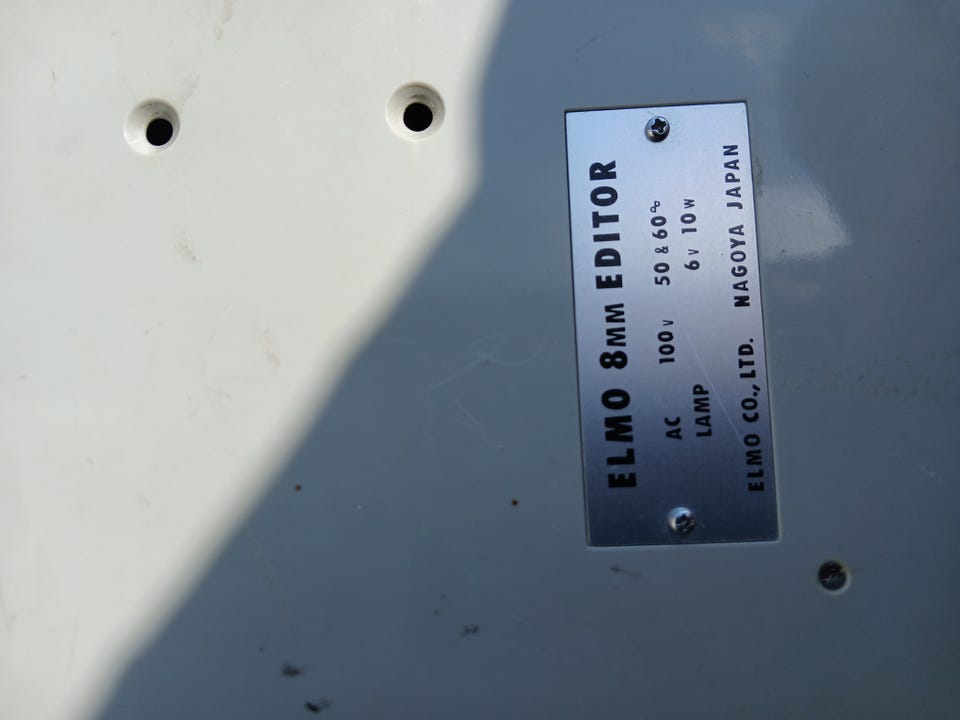 ELMO 8MM EDITOR
AC 100V 50 & 60~
LAMP 6V 10W
ELMO CO., LTD. NAGOYA JAPAN